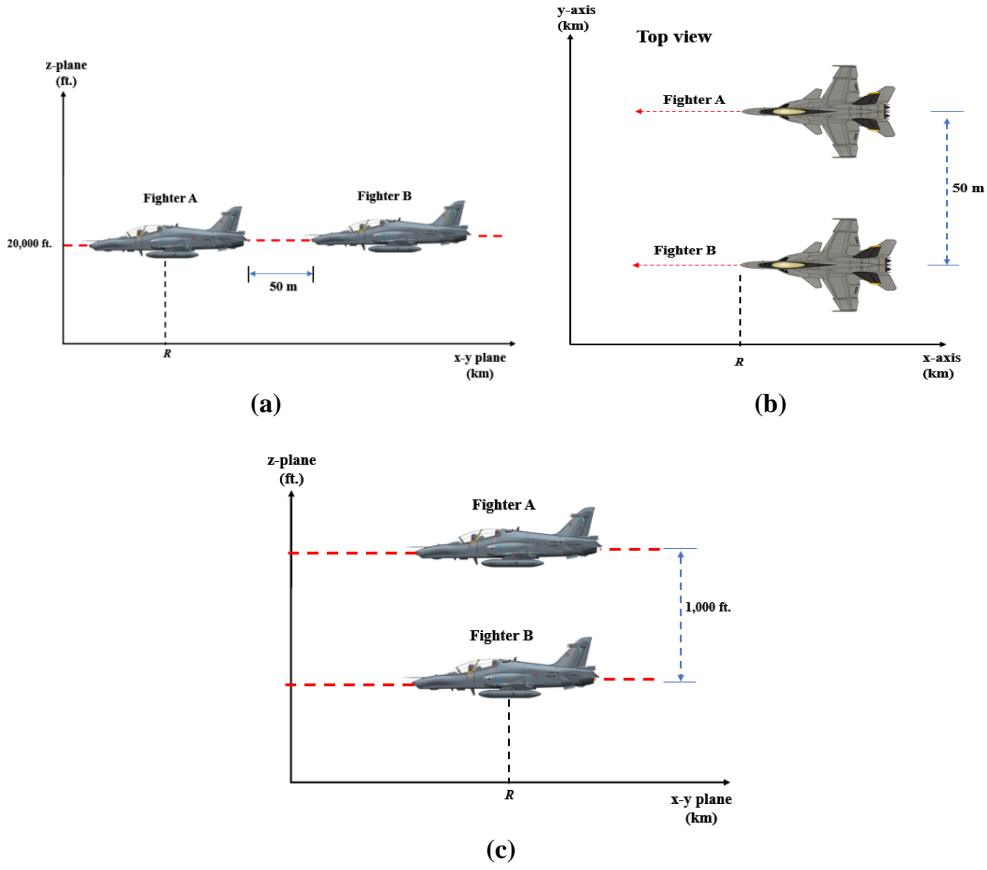 z-plane
(ft.)
Fighter A
Fighter B
20,000 ft.
50 m
R
x-y plane
(km)
(a)
y-axis
(km)
Top view
Fighter A
50 m
Fighter B
R
x-axis
(km)
(b)
z-plane
(ft.)
Fighter A
1,000 ft.
Fighter B
R
x-y plane
(km)
(c)